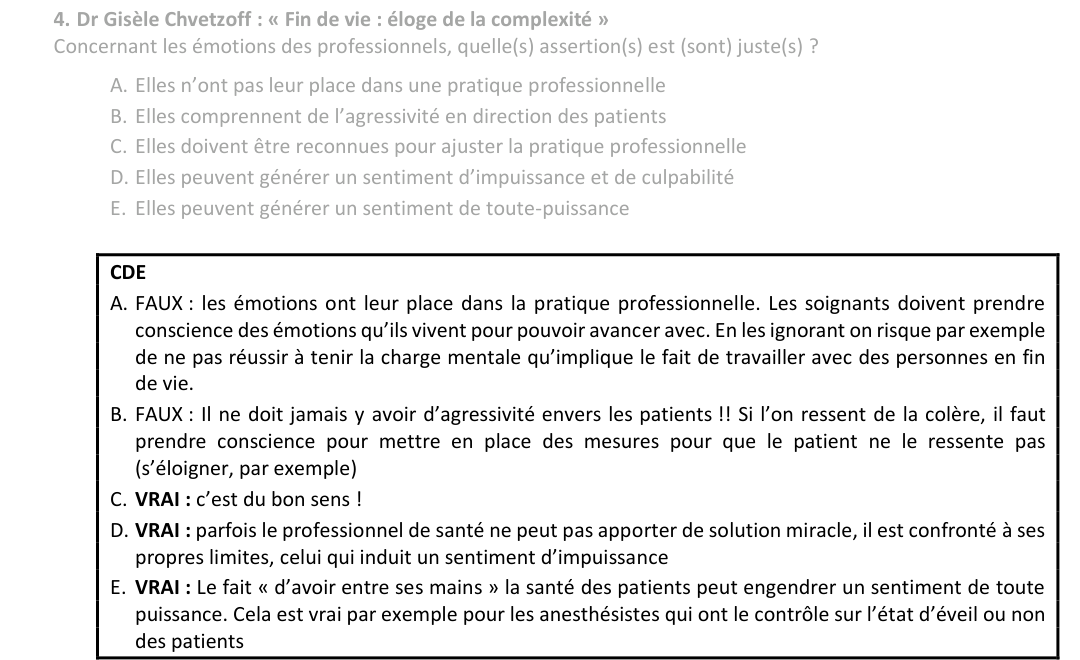 4. Dr Gisèle Chvetzoff : « Fin de vie : éloge de la complexité »
Concernant les émotions des professionnels, quelle(s) assertion(s) est (sont) juste(s) ?
A. Elles n’ont pas leur place dans une pratique professionnelle
B. Elles comprennent de l’agressivité en direction des patients
C. Elles doivent être reconnues pour ajuster la pratique professionnelle
D. Elles peuvent générer un sentiment d’impuissance et de culpabilité
E. Elles peuvent générer un sentiment de toute-puissance
CDE
A. FAUX : les émotions ont leur place dans la pratique professionnelle. Les soignants doivent prendre
conscience des émotions qu’ils vivent pour pouvoir avancer avec. En les ignorant on risque par exemple
de ne pas réussir à tenir la charge mentale qu’implique le fait de travailler avec des personnes en fin
de vie.
B. FAUX : Il ne doit jamais y avoir d’agressivité envers les patients !! Si l’on ressent de la colère, il faut
prendre conscience pour mettre en place des mesures pour que le patient ne le ressente pas
(s’éloigner, par exemple)
C. VRAI : c’est du bon sens !
D. VRAI : parfois le professionnel de santé ne peut pas apporter de solution miracle, il est confronté à ses
propres limites, celui qui induit un sentiment d’impuissance
E. VRAI : Le fait « d’avoir entre ses mains » la santé des patients peut engendrer un sentiment de toute
puissance. Cela est vrai par exemple pour les anesthésistes qui ont le contrôle sur l’état d’éveil ou non
des patients